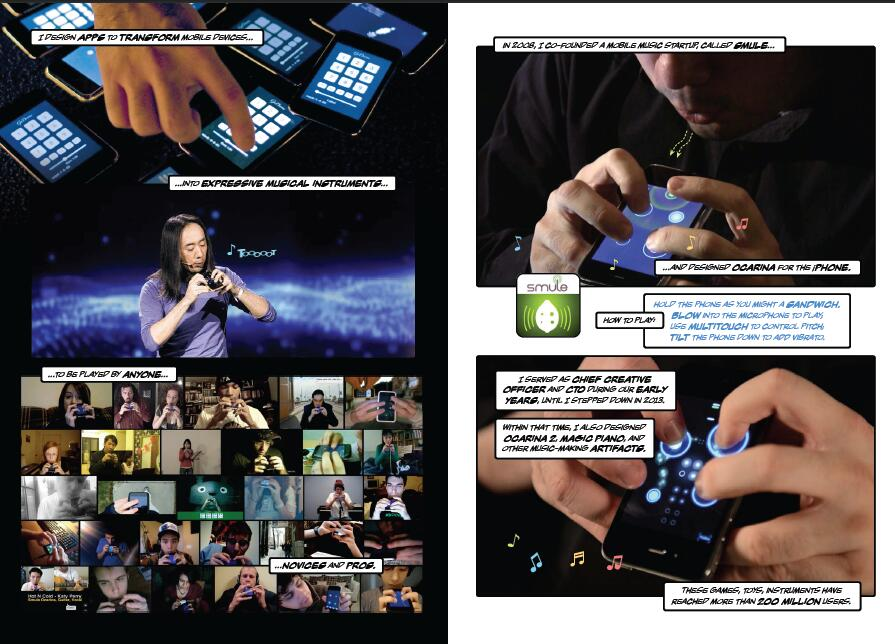 I DESIGN APPS TO TRANSFORM MOBILE DEVICES...
...INTO EXPRESSIVE MUSICAL INSTRUMENTS...
TOOOOT
...TO BE PLAYED BY ANYONE...
...NOVICES AND PROS.
Hot N Cold - Katy Perry
IN 2008, I CO-FOUNDED A MOBILE MUSIC STARTUP, CALLED SMULE...
...AND DESIGNED OCARINA FOR THE iPHONE.
SMULE
HOW TO PLAY:
HOLD THE PHONE AS YOU MIGHT A SANDWICH.
BLOW INTO THE MICROPHONE TO PLAY;
USE MULTITOUCH TO CONTROL PITCH;
TILT THE PHONE DOWN TO ADD VIBRATO.
I SERVED AS CHIEF CREATIVE
OFFICER AND CTO DURING OUR EARLY
YEARS, UNTIL I STEPPED DOWN IN 2013.
WITHIN THAT TIME, I ALSO DESIGNED
OCARINA 2, MAGIC PIANO, AND
OTHER MUSIC-MAKING ARTIFACTS.
THESE GAMES, TOYS, INSTRUMENTS HAVE
REACHED MORE THAN 200 MILLION USERS.